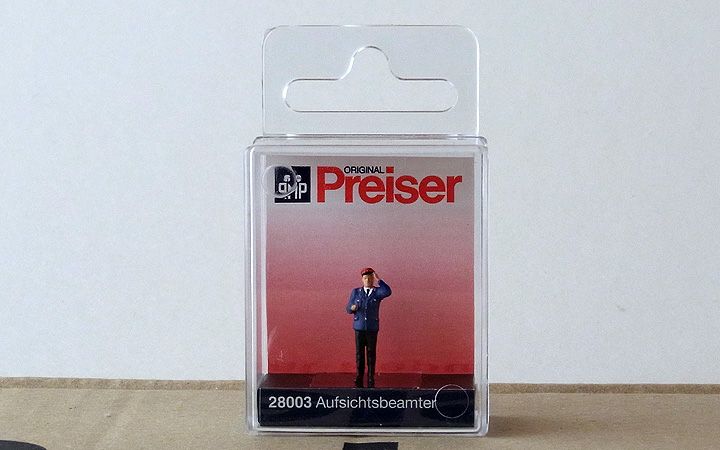 ORIGINAL
Preiser
28003 Aufsichtsbeamter